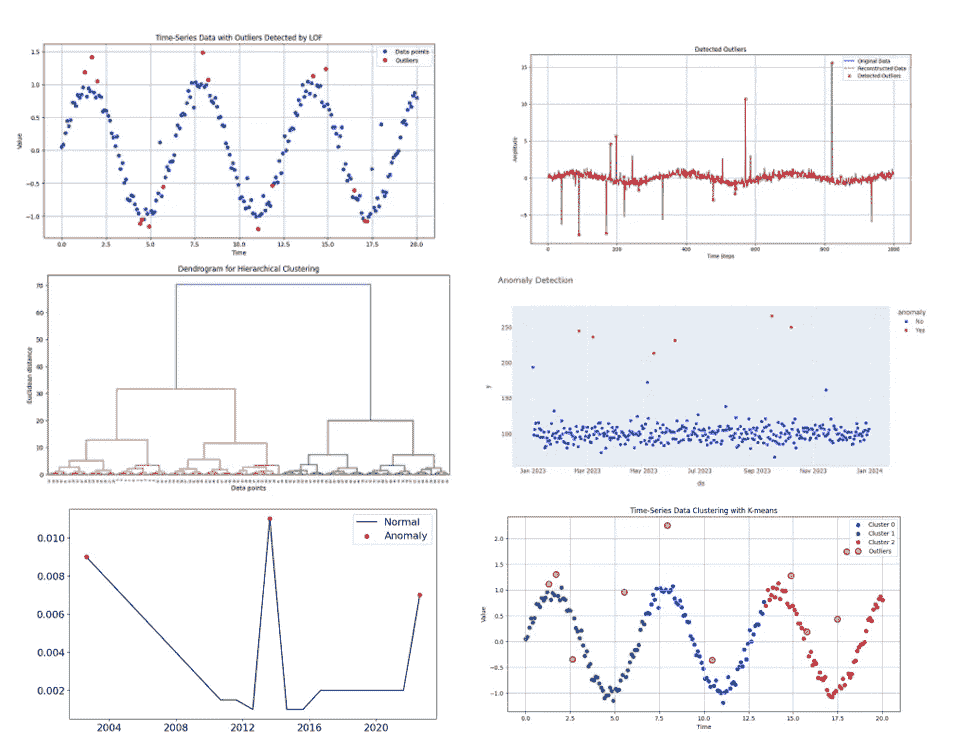 Time-Series Data with Outliers Detected by LOF
Data points
Outliers
1.5
1.0
0.5
0.0
−0.5
−1.0
Value
0.0 2.5 5.0 7.5 10.0 12.5 15.0 17.5 20.0
Time
Detected Outliers
Original Data
Reconstructed Data
Detected Outliers
15
10
5
0
−5
Amplitude
0 200 400 600 1000
Time Steps
Dendrogram for Hierarchical Clustering
70
60
50
40
30
20
10
0
Euclidean distance
Data points
Anomaly Detection
anomaly
No
Yes
250
200
150
100
y
Jan 2023 Mar 2023 May 2023 Jul 2023 Sep 2023 Nov 2023 Jan 2024
ds
Normal
Anomaly
0.010
0.008
0.006
0.004
0.002
2004 2008 2012 2016 2020
Time-Series Data Clustering with K-means
Cluster 0
Cluster 1
Cluster 2
Outliers
2.0
1.5
1.0
0.5
0.0
−0.5
−1.0
Value
0.0 2.5 5.0 7.5 10.0 12.5 15.0 17.5 20.0
Time